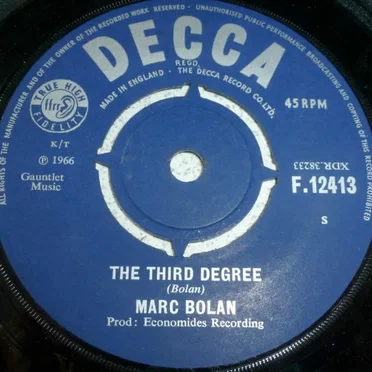 ALL RIGHTS OF THE MANUFACTURER AND OF THE OWNER OF THE RECORDED WORK RESERVED · UNAUTHORISED PUBLIC PERFORMANCE BROADCASTING AND COPYING OF THIS RECORD PROHIBITED
DECCA
REGD.
MADE IN ENGLAND · THE DECCA RECORD CO. LTD.
TRUE HIGH
ffrr
FIDELITY
45 RPM
K/T
℗ 1966
XDR.38233
Gauntlet
Music
F.12413
S
THE THIRD DEGREE
(Bolan)
MARC BOLAN
Prod: Economides Recording